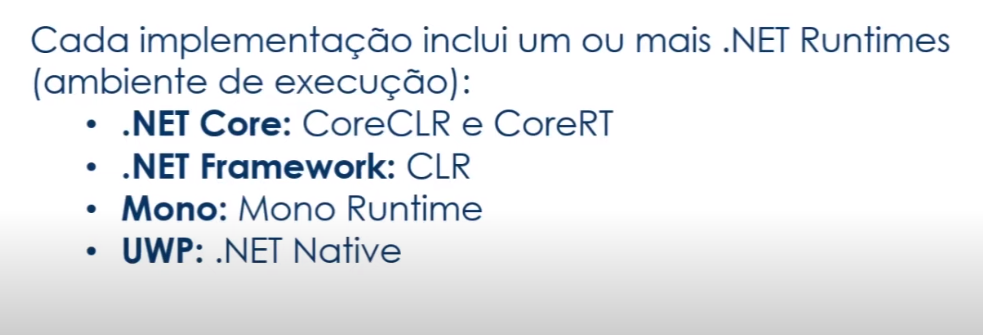 Cada implementação inclui um ou mais .NET Runtimes
(ambiente de execução):
• .NET Core: CoreCLR e CoreRT
• .NET Framework: CLR
• Mono: Mono Runtime
• UWP: .NET Native